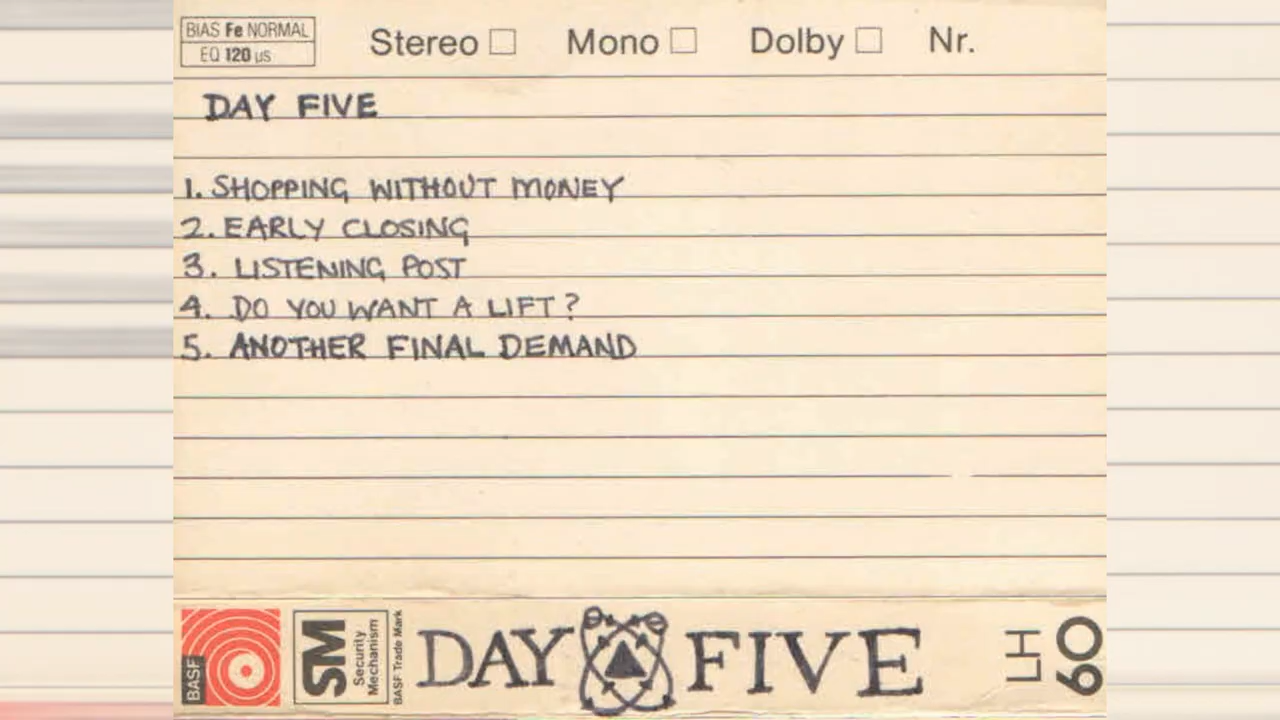 BIAS Fe NORMAL
EQ 120 µs
Stereo Mono Dolby Nr.
DAY FIVE
1. SHOPPING WITHOUT MONEY
2. EARLY CLOSING
3. LISTENING POST
4. DO YOU WANT A LIFT?
5. ANOTHER FINAL DEMAND
BASF
SM
Security
Mechanism
BASF Trade Mark
DAY FIVE
LH
60